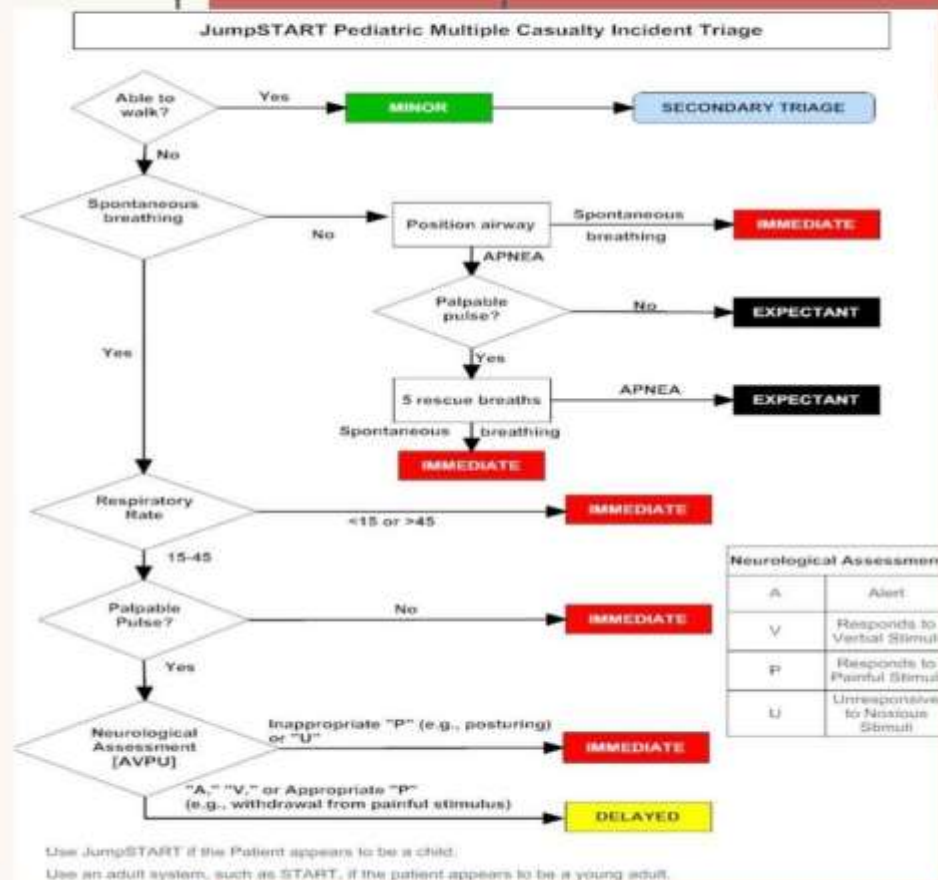 JumpSTART Pediatric Multiple Casualty Incident Triage
Able to
walk?
Yes
MINOR
SECONDARY TRIAGE
No
Spontaneous
breathing
No
Position airway
Spontaneous
breathing
IMMEDIATE
APNEA
Palpable
pulse?
No
EXPECTANT
Yes
Yes
5 rescue breaths
APNEA
EXPECTANT
Spontaneous breathing
IMMEDIATE
Respiratory
Rate
<15 or >45
IMMEDIATE
15-45
Palpable
Pulse?
No
IMMEDIATE
Yes
Neurological
Assessment
[AVPU]
Inappropriate "P" (e.g., posturing)
or "U"
IMMEDIATE
"A," "V," or Appropriate "P"
(e.g., withdrawal from painful stimulus)
DELAYED
Neurological Assessmen
A Alert
V Responds to
Verbal Stimuli
P Responds to
Painful Stimuli
U Unresponsive
to Noxious
Stimuli
Use JumpSTART if the Patient appears to be a child.
Use an adult system, such as START, if the patient appears to be a young adult.